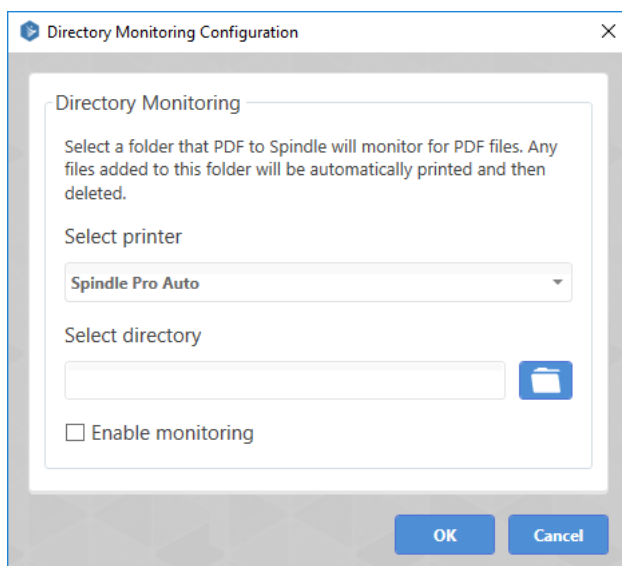 Directory Monitoring Configuration
Directory Monitoring
Select a folder that PDF to Spindle will monitor for PDF files. Any
files added to this folder will be automatically printed and then
deleted.
Select printer
Spindle Pro Auto
Select directory
Enable monitoring
OK
Cancel